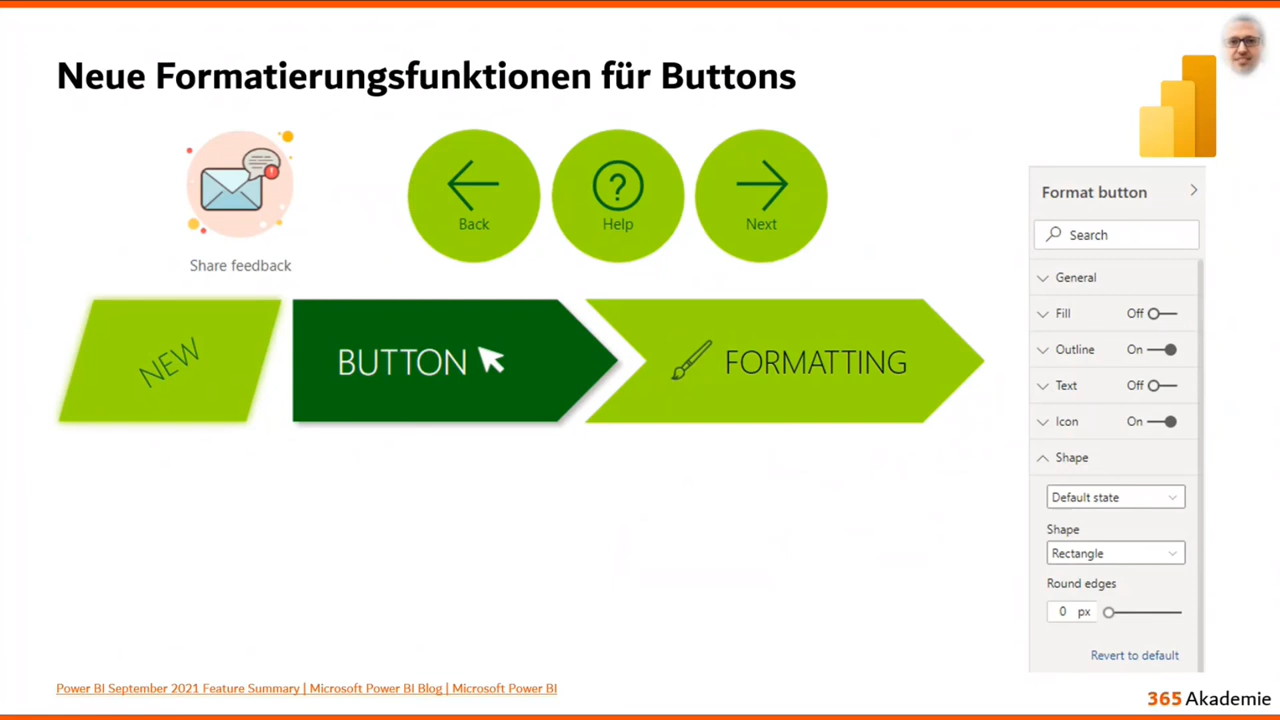 Neue Formatierungsfunktionen für Buttons
Share feedback
Back
Help
Next
NEW
BUTTON
FORMATTING
Format button
Search
General
Fill Off
Outline On
Text Off
Icon On
Shape
Default state
Shape
Rectangle
Round edges
0 px
Revert to default
Power BI September 2021 Feature Summary | Microsoft Power BI Blog | Microsoft Power BI
365 Akademie